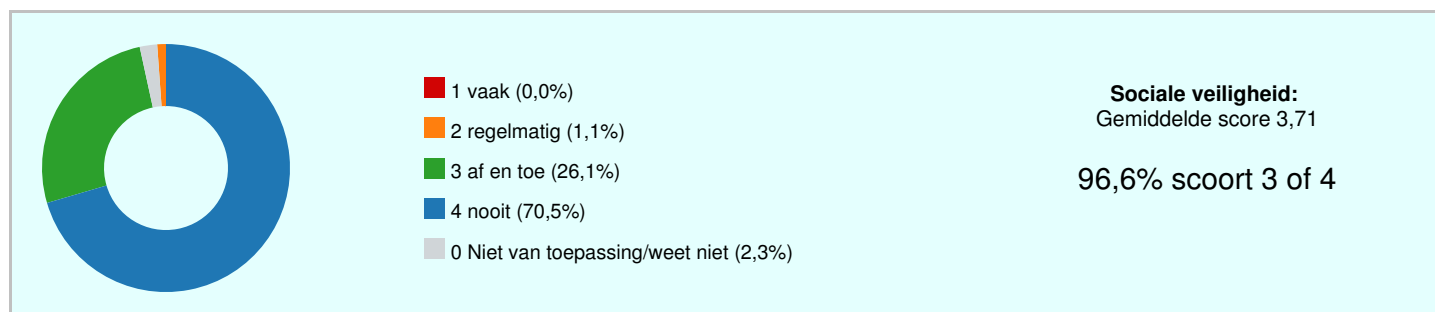 1 vaak (0,0%)
2 regelmatig (1,1%)
3 af en toe (26,1%)
4 nooit (70,5%)
0 Niet van toepassing/weet niet (2,3%)
Sociale veiligheid:
Gemiddelde score 3,71
96,6% scoort 3 of 4